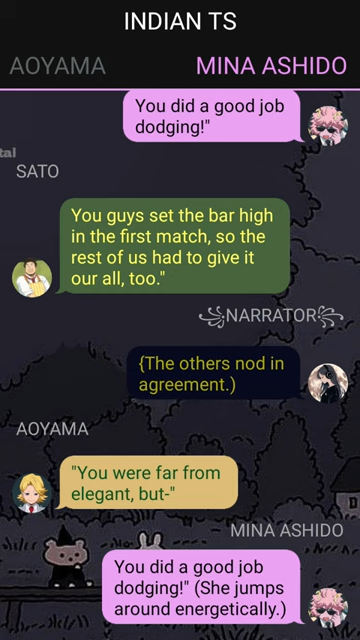 INDIAN TS
AOYAMA
MINA ASHIDO
You did a good job
dodging!"
tal
SATO
You guys set the bar high
in the first match, so the
rest of us had to give it
our all, too."
꧁NARRATOR꧂
{The others nod in
agreement.)
AOYAMA
"You were far from
elegant, but-"
MINA ASHIDO
You did a good job
dodging!" (She jumps
around energetically.)